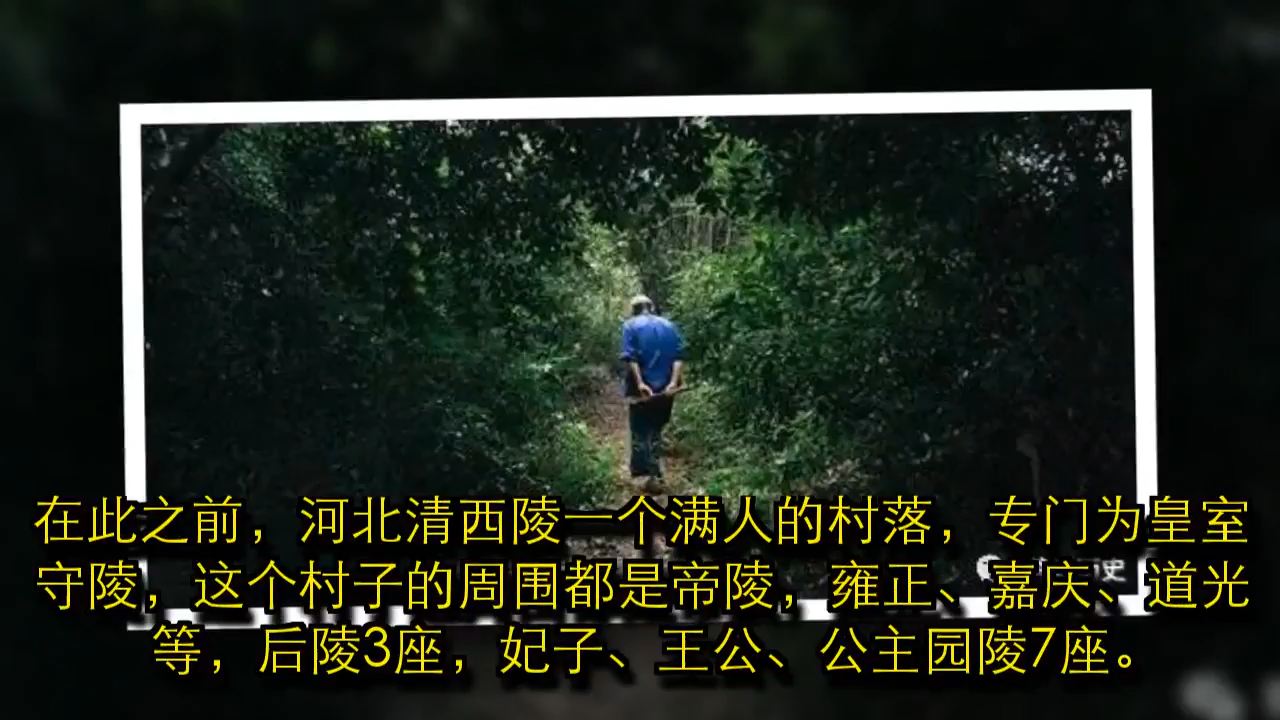 在此之前，河北清西陵一个满人的村落，专门为皇室
守陵，这个村子的周围都是帝陵，雍正、嘉庆、道光
等，后陵3座，妃子、王公、公主园陵7座。